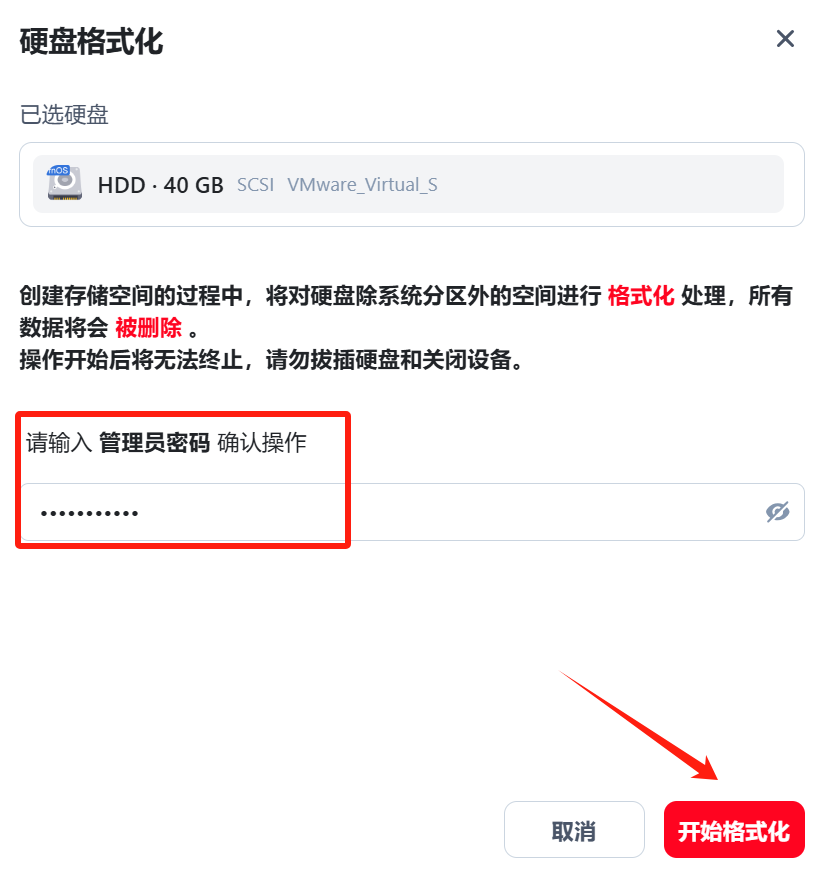 硬盘格式化
已选硬盘
mOS
HDD · 40 GB SCSI VMware_Virtual_S
创建存储空间的过程中，将对硬盘除系统分区外的空间进行 格式化 处理，所有
数据将会 被删除 。
操作开始后将无法终止，请勿拔插硬盘和关闭设备。
请输入 管理员密码 确认操作
•••••••••••
取消 开始格式化